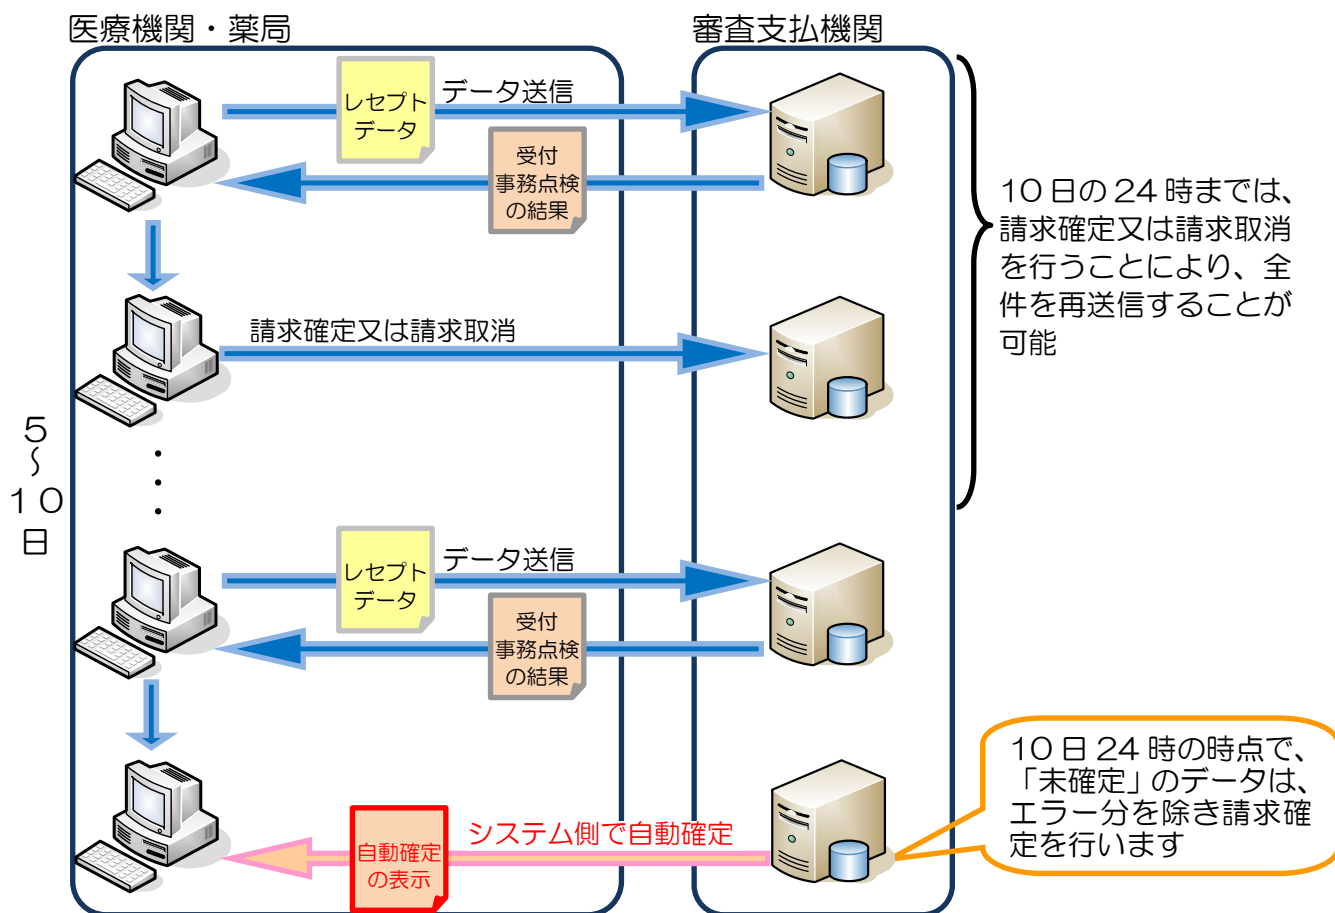 医療機関・薬局
審査支払機関
レセプト
データ
データ送信
受付
事務点検
の結果
10日の24時までは、
請求確定又は請求取消
を行うことにより、全
件を再送信することが
可能
請求確定又は請求取消
5
～
10
日
・
・
・
レセプト
データ
データ送信
受付
事務点検
の結果
自動確定
の表示
システム側で自動確定
10日24時の時点で、
「未確定」のデータは、
エラー分を除き請求確
定を行います